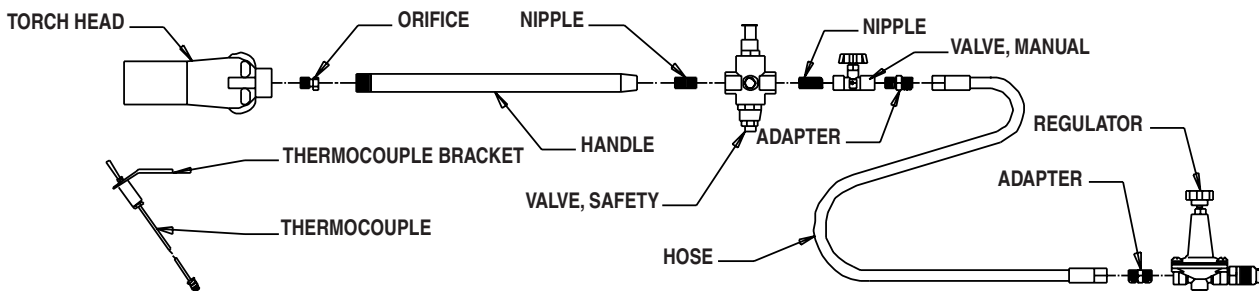 TORCH HEAD
ORIFICE
NIPPLE
NIPPLE
VALVE, MANUAL
THERMOCOUPLE BRACKET
HANDLE
ADAPTER
REGULATOR
VALVE, SAFETY
ADAPTER
THERMOCOUPLE
HOSE